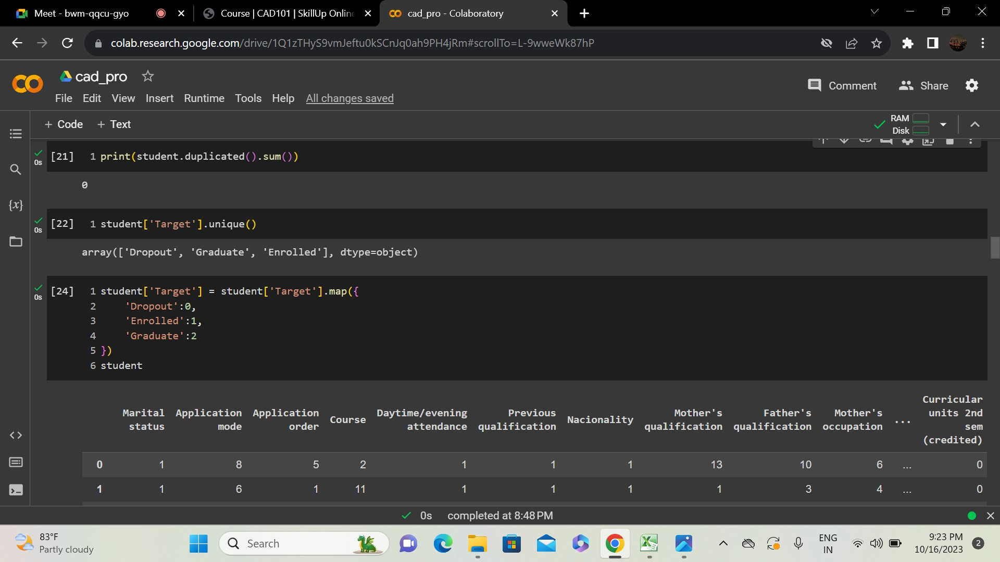 Meet - bwm-qqcu-gyo
Course | CAD101 | SkillUp Online
cad_pro - Colaboratory
colab.research.google.com/drive/1Q1zTHyS9vmJeftu0kSCnJq0ah9PH4jRm#scrollTo=L-9wweWk87hP
cad_pro
Comment
Share
File Edit View Insert Runtime Tools Help All changes saved
+ Code + Text
RAM
Disk
0s
[21] 1 print(student.duplicated().sum())
0
0s
[22] 1 student['Target'].unique()
array(['Dropout', 'Graduate', 'Enrolled'], dtype=object)
0s
[24] 1 student['Target'] = student['Target'].map({
2 'Dropout':0,
3 'Enrolled':1,
4 'Graduate':2
5 })
6 student
Marital status Application mode Application order Course Daytime/evening attendance Previous qualification Nacionality Mother's qualification Father's qualification Mother's occupation ... Curricular units 2nd sem (credited)
0 1 8 5 2 1 1 1 13 10 6 ... 0
1 1 6 1 11 1 1 1 1 3 4 ... 0
0s completed at 8:48 PM
83°F
Partly cloudy
Search
ENG
IN
9:23 PM
10/16/2023
2